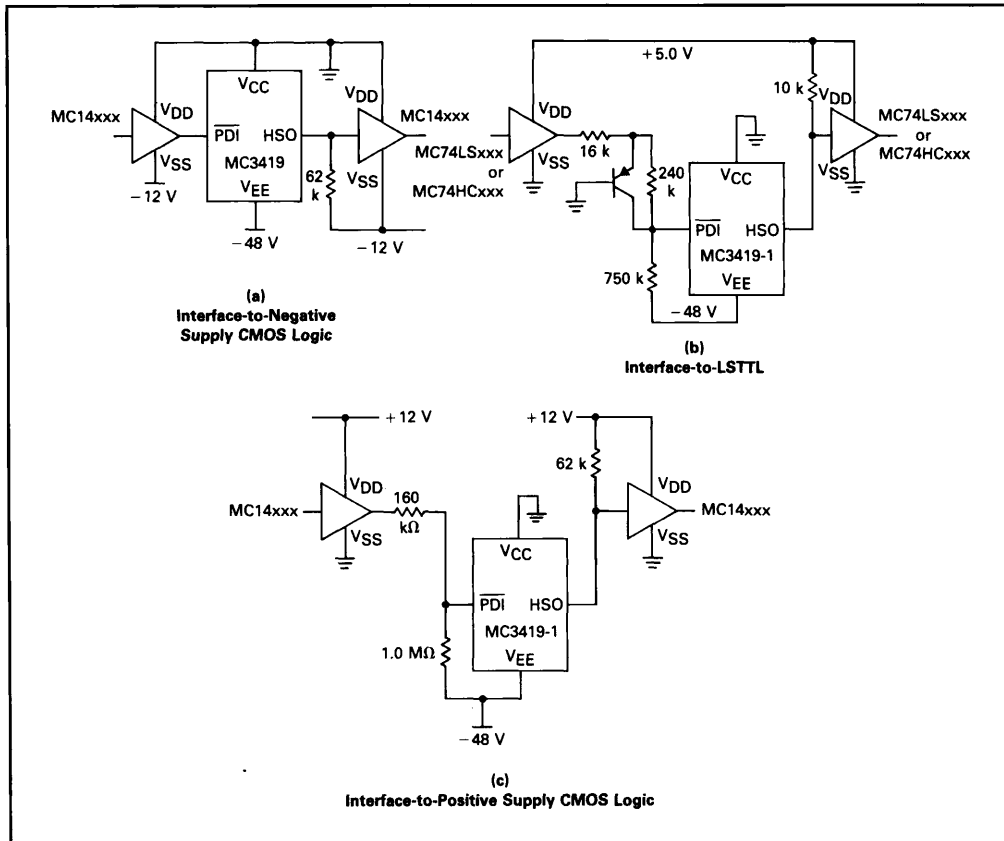 VCC
MC14xxx
VDD
PDI
HSO
MC3419
VEE
VSS
−12 V
−48 V
62
k
VDD
MC14xxx
VSS
−12 V
(a)
Interface-to-Negative
Supply CMOS Logic
+5.0 V
MC74LSxxx
or
MC74HCxxx
VDD
VSS
16 k
240
k
750 k
VCC
PDI
HSO
MC3419-1
VEE
−48 V
10 k
VDD
VSS
MC74LSxxx
or
MC74HCxxx
(b)
Interface-to-LSTTL
+12 V
MC14xxx
VDD
VSS
160
kΩ
1.0 MΩ
VCC
PDI
HSO
MC3419-1
VEE
−48 V
+12 V
62 k
VDD
VSS
MC14xxx
(c)
Interface-to-Positive Supply CMOS Logic